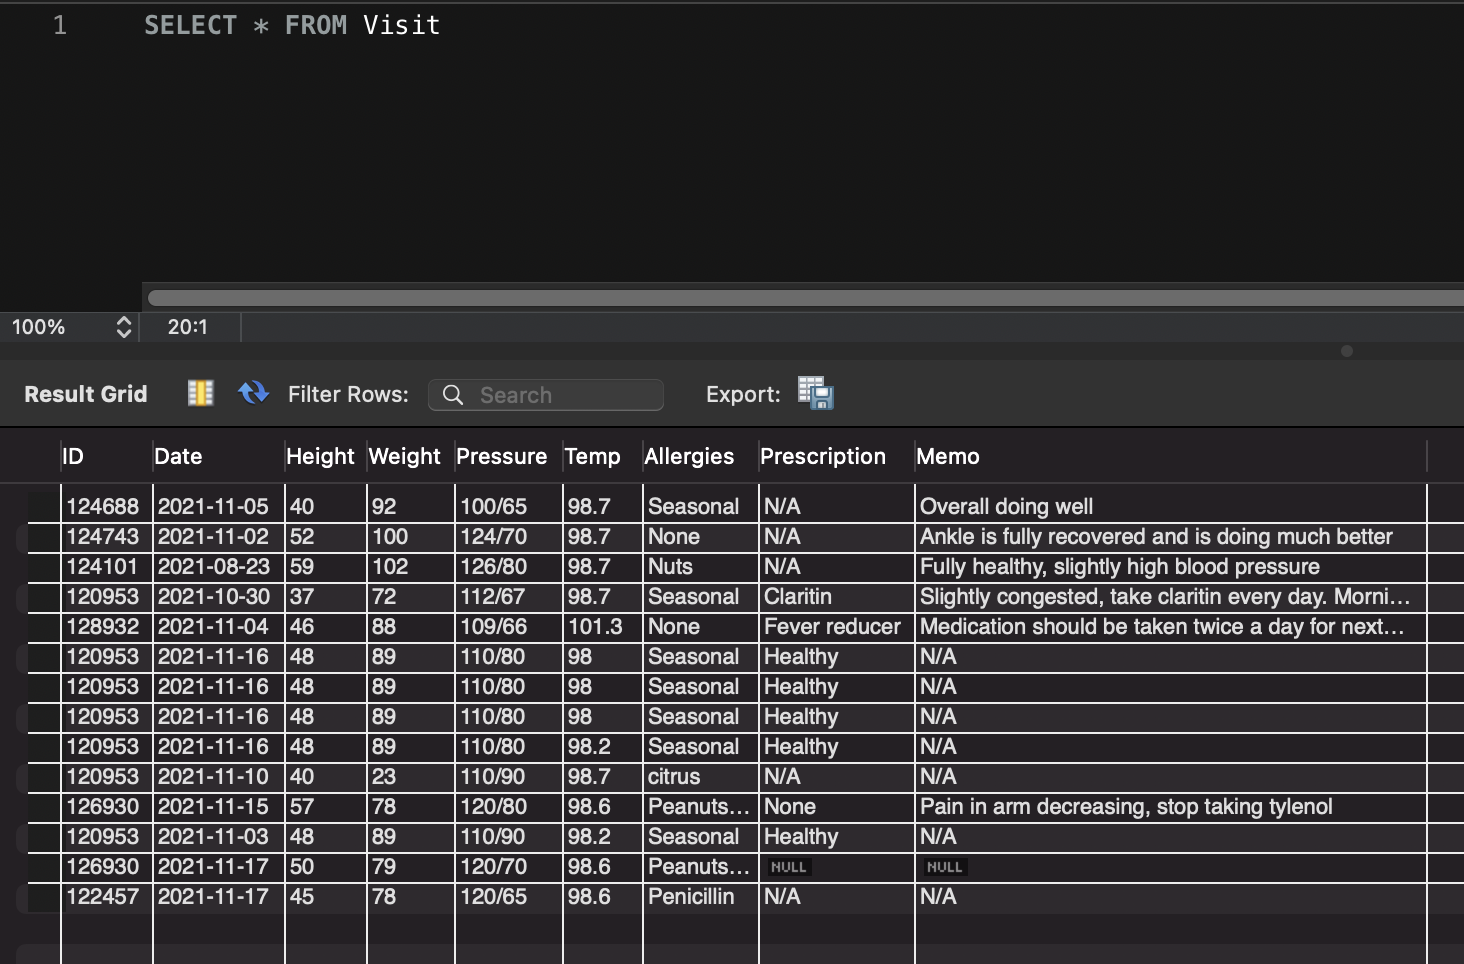 1 SELECT * FROM Visit
100% 20:1
Result Grid Filter Rows: Search Export:
ID Date Height Weight Pressure Temp Allergies Prescription Memo
124688 2021-11-05 40 92 100/65 98.7 Seasonal N/A Overall doing well
124743 2021-11-02 52 100 124/70 98.7 None N/A Ankle is fully recovered and is doing much better
124101 2021-08-23 59 102 126/80 98.7 Nuts N/A Fully healthy, slightly high blood pressure
120953 2021-10-30 37 72 112/67 98.7 Seasonal Claritin Slightly congested, take claritin every day. Morni...
128932 2021-11-04 46 88 109/66 101.3 None Fever reducer Medication should be taken twice a day for next...
120953 2021-11-16 48 89 110/80 98 Seasonal Healthy N/A
120953 2021-11-16 48 89 110/80 98 Seasonal Healthy N/A
120953 2021-11-16 48 89 110/80 98 Seasonal Healthy N/A
120953 2021-11-16 48 89 110/80 98.2 Seasonal Healthy N/A
120953 2021-11-10 40 23 110/90 98.7 citrus N/A N/A
126930 2021-11-15 57 78 120/80 98.6 Peanuts... None Pain in arm decreasing, stop taking tylenol
120953 2021-11-03 48 89 110/90 98.2 Seasonal Healthy N/A
126930 2021-11-17 50 79 120/70 98.6 Peanuts... NULL NULL
122457 2021-11-17 45 78 120/65 98.6 Penicillin N/A N/A